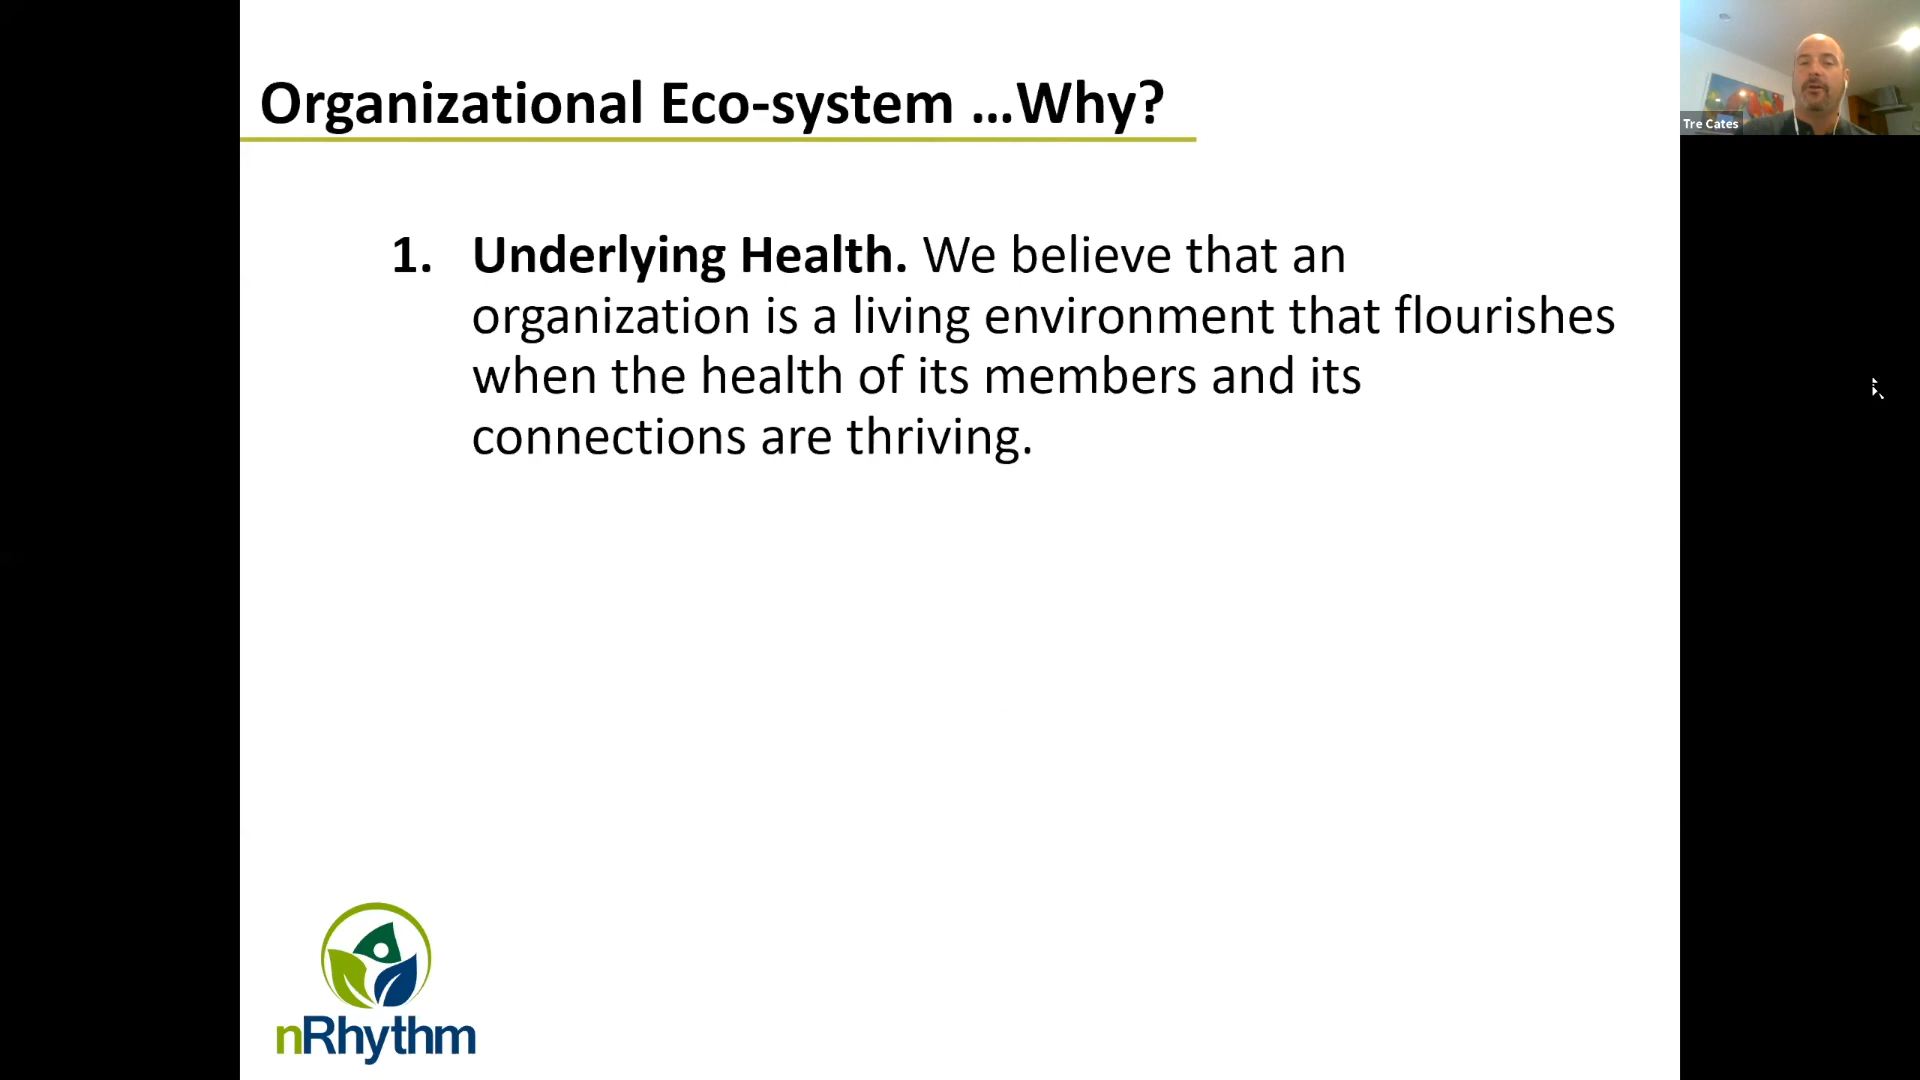 Organizational Eco-system ...Why?
Tre Cates
1. Underlying Health. We believe that an
organization is a living environment that flourishes
when the health of its members and its
connections are thriving.
nRhythm